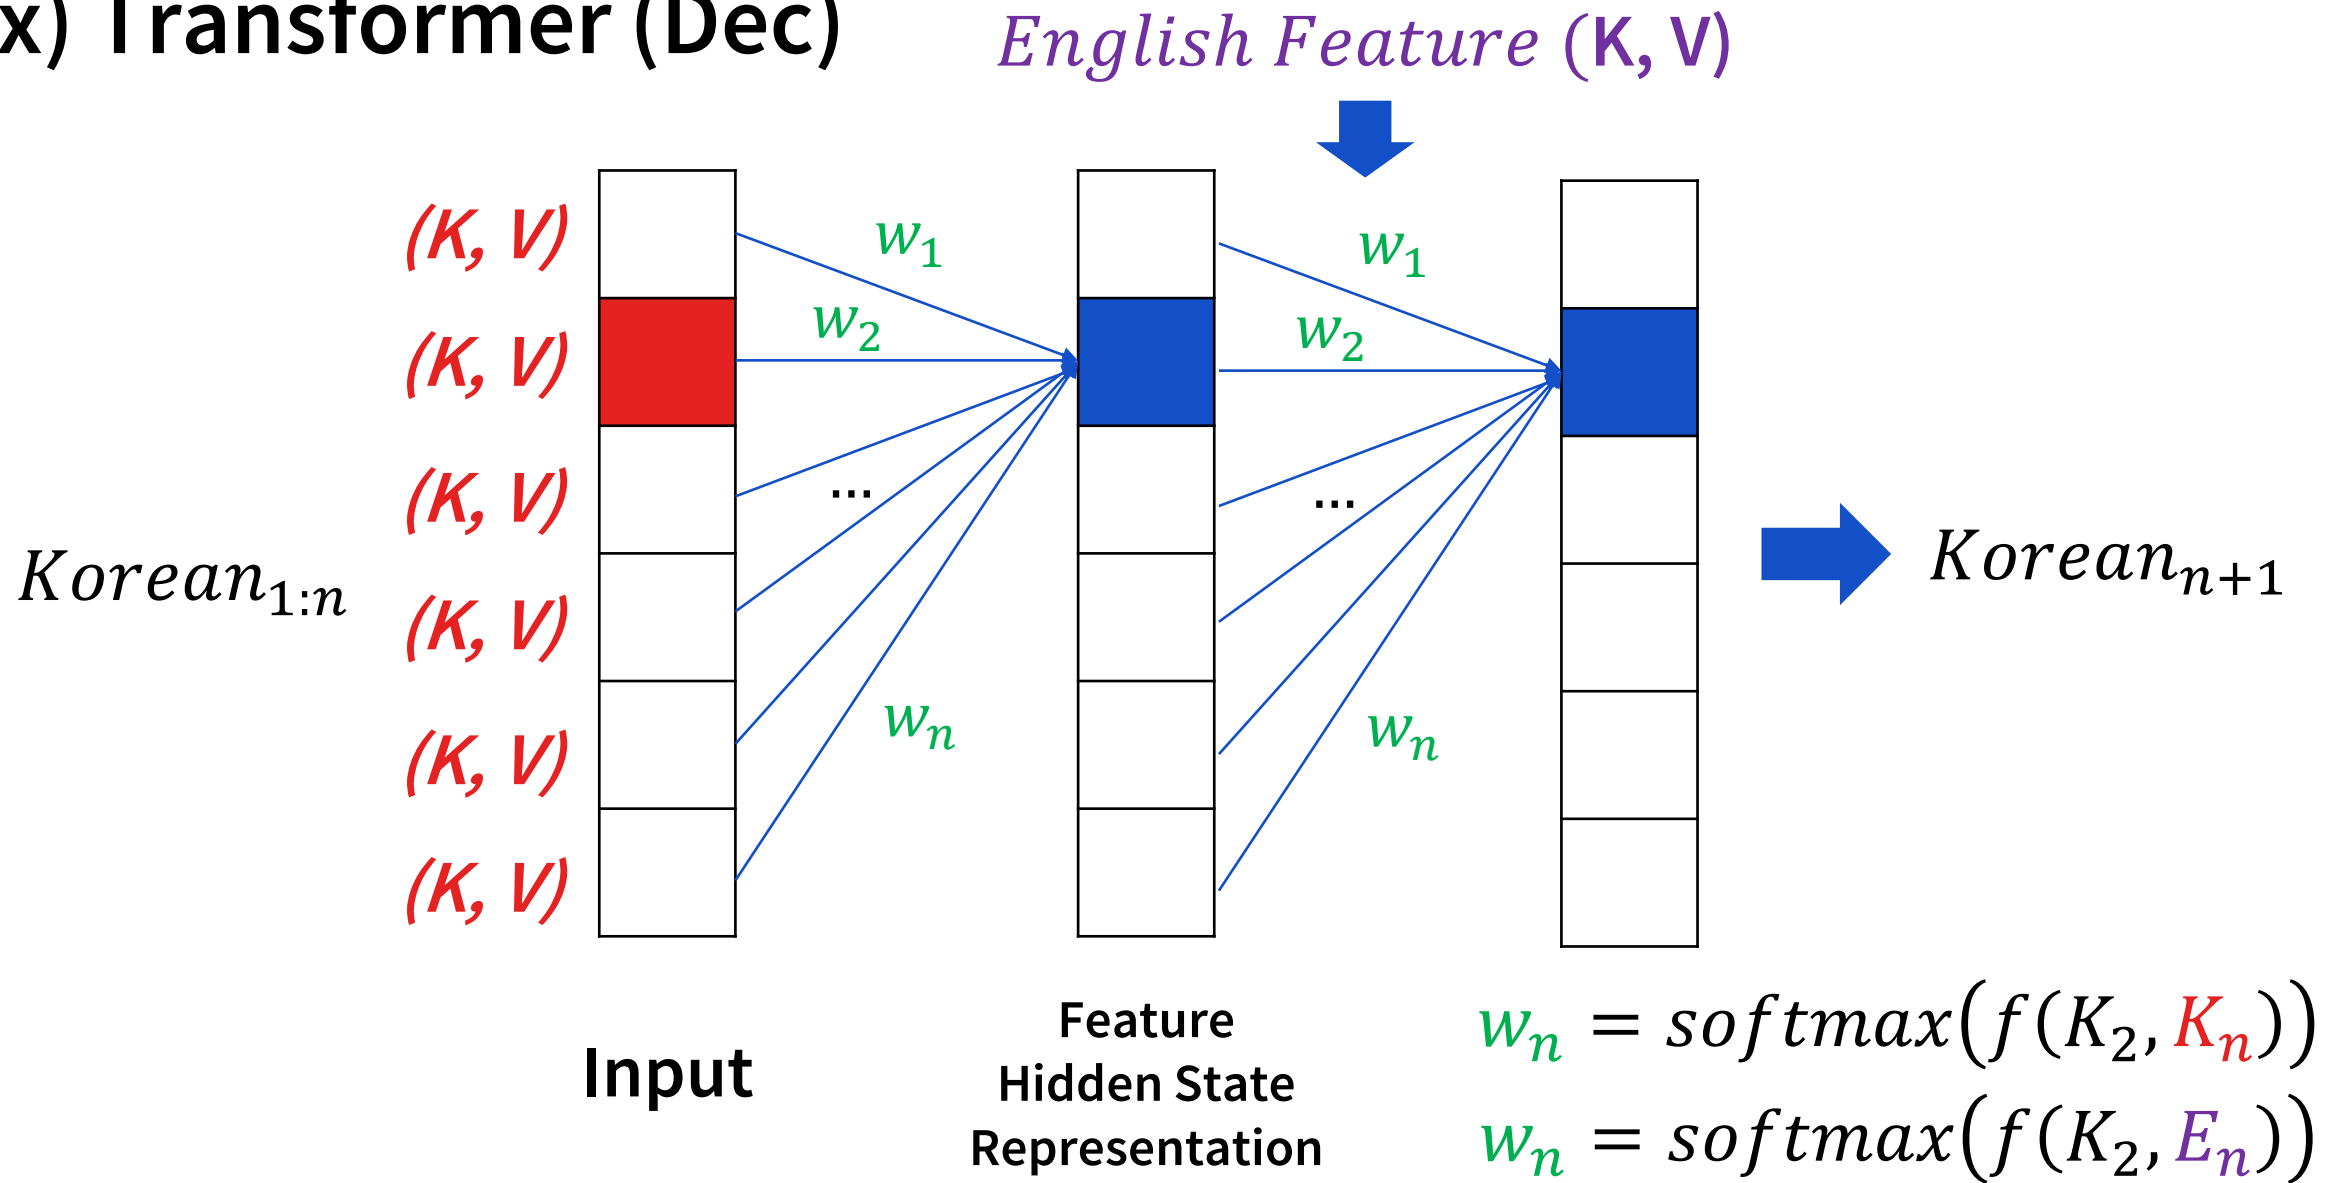 x) Transformer (Dec)
English Feature (K, V)
(K, V)
w₁
w₁
(K, V)
w₂
w₂
(K, V)
...
...
Korean₁:ₙ
(K, V)
Koreanₙ₊₁
(K, V)
wₙ
wₙ
(K, V)
Input
Feature
Hidden State
Representation
wₙ = softmax(f(K₂, Kₙ))
wₙ = softmax(f(K₂, Eₙ))